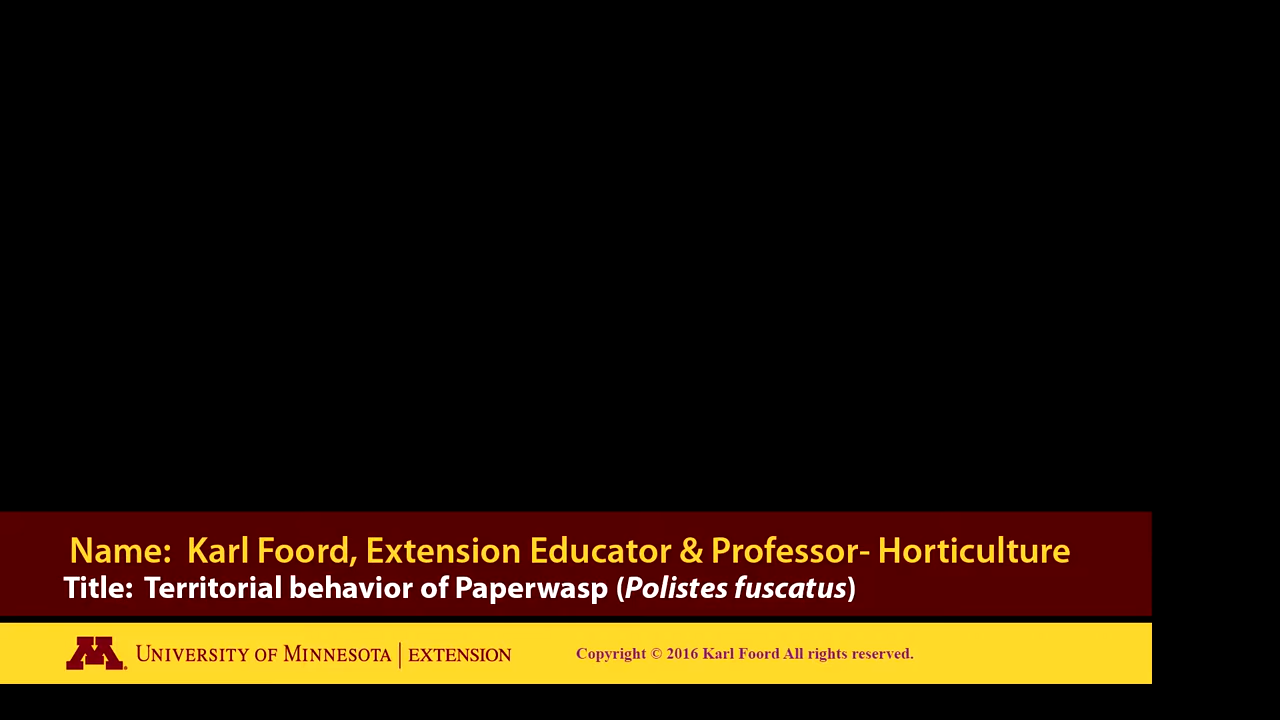 Name: Karl Foord, Extension Educator & Professor- Horticulture
Title: Territorial behavior of Paperwasp (Polistes fuscatus)
M UNIVERSITY OF MINNESOTA | EXTENSION
Copyright © 2016 Karl Foord All rights reserved.